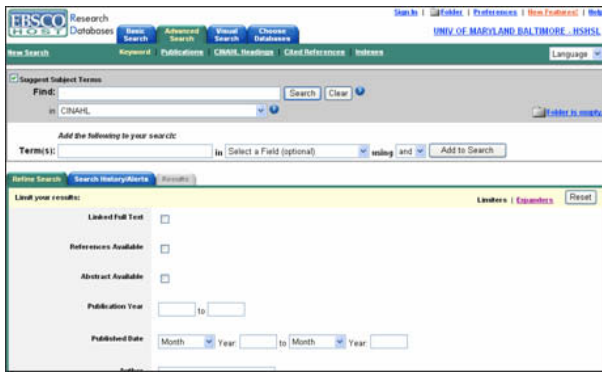 Sign In | Folder | Preferences | New Features! | Help
EBSCO HOST Research Databases
Basic Search Advanced Search Visual Search Choose Databases
UNIV OF MARYLAND BALTIMORE - HSHSL
New Search Keyword | Publications | CINAHL Headings | Cited References | Indexes Language
Suggest Subject Terms
Find: Search Clear
in CINAHL Folder is empty.
Add the following to your search:
Term(s): in Select a Field (optional) using and Add to Search
Refine Search Search History/Alerts Results
Limit your results: Limiters | Expanders Reset
Linked Full Text
References Available
Abstract Available
Publication Year to
Published Date Month Year: to Month Year:
Author